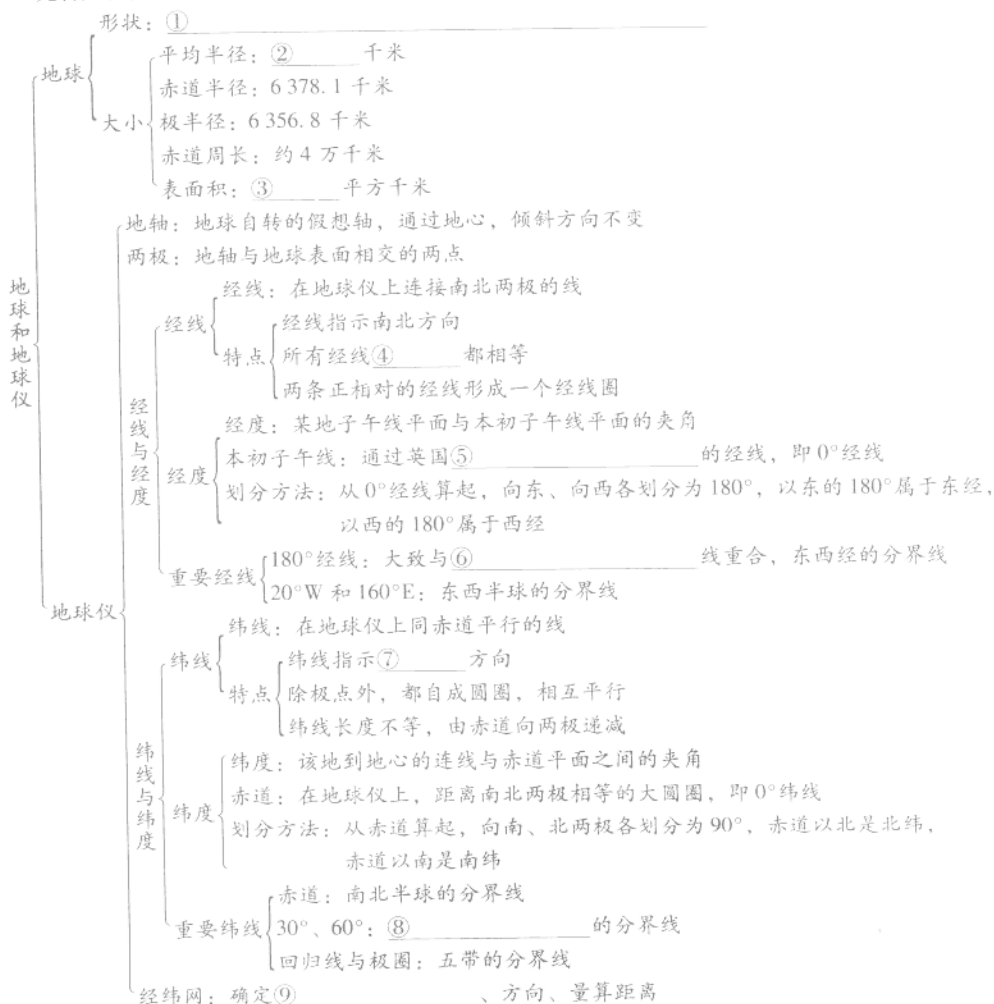 形状：①
平均半径：② 千米
地球
赤道半径：6 378.1 千米
大小
极半径：6 356.8 千米
赤道周长：约 4 万千米
表面积：③ 平方千米
地轴：地球自转的假想轴，通过地心，倾斜方向不变
两极：地轴与地球表面相交的两点
地球和地球仪
经线：在地球仪上连接南北两极的线
经线
经线指示南北方向
特点
所有经线④ 都相等
两条正相对的经线形成一个经线圈
经线与经度
经度：某地子午线平面与本初子午线平面的夹角
本初子午线：通过英国⑤ 的经线，即 0°经线
经度
划分方法：从 0°经线算起，向东、向西各划分为 180°，以东的 180°属于东经，
以西的 180°属于西经
重要经线
180°经线：大致与⑥ 线重合，东西经的分界线
20°W 和 160°E：东西半球的分界线
地球仪
纬线：在地球仪上同赤道平行的线
纬线
纬线指示⑦ 方向
特点
除极点外，都自成圆圈，相互平行
纬线长度不等，由赤道向两极递减
纬线与纬度
纬度：该地到地心的连线与赤道平面之间的夹角
赤道：在地球仪上，距离南北两极相等的大圆圈，即 0°纬线
纬度
划分方法：从赤道算起，向南、北两极各划分为 90°，赤道以北是北纬，
赤道以南是南纬
赤道：南北半球的分界线
重要纬线
30°、60°：⑧ 的分界线
回归线与极圈：五带的分界线
经纬网：确定⑨ 、方向、量算距离